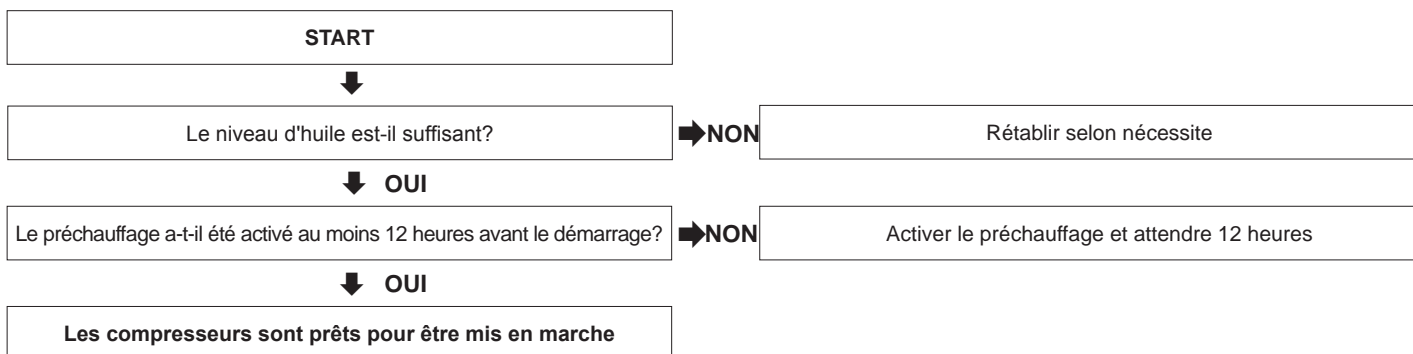 START
Le niveau d'huile est-il suffisant?
NON
Rétablir selon nécessite
OUI
Le préchauffage a-t-il été activé au moins 12 heures avant le démarrage?
NON
Activer le préchauffage et attendre 12 heures
OUI
Les compresseurs sont prêts pour être mis en marche